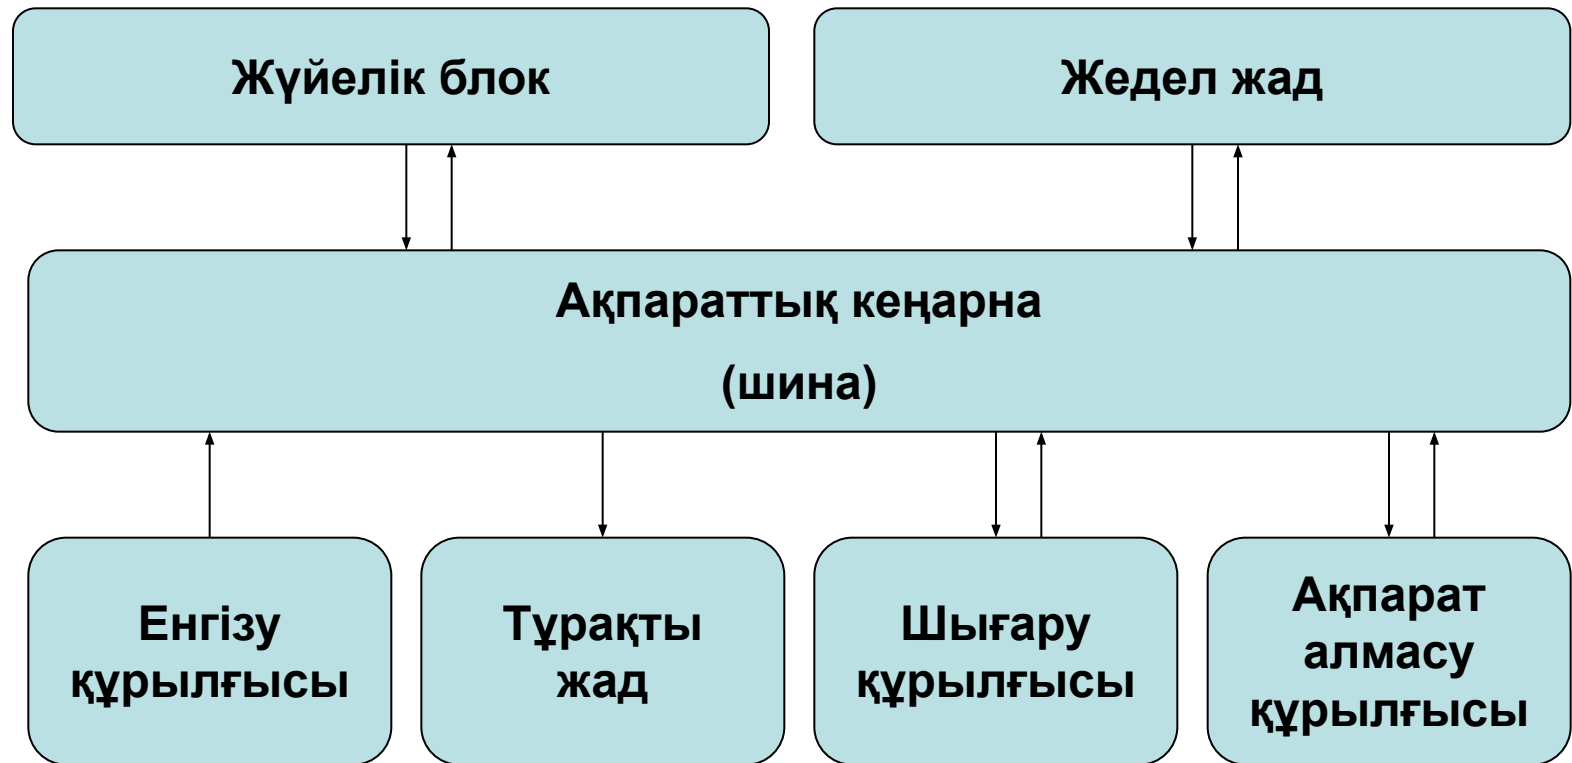 Жүйелік блок
Жедел жад
Ақпараттық кеңарна
(шина)
Енгізу
құрылғысы
Тұрақты
жад
Шығару
құрылғысы
Ақпарат
алмасу
құрылғысы